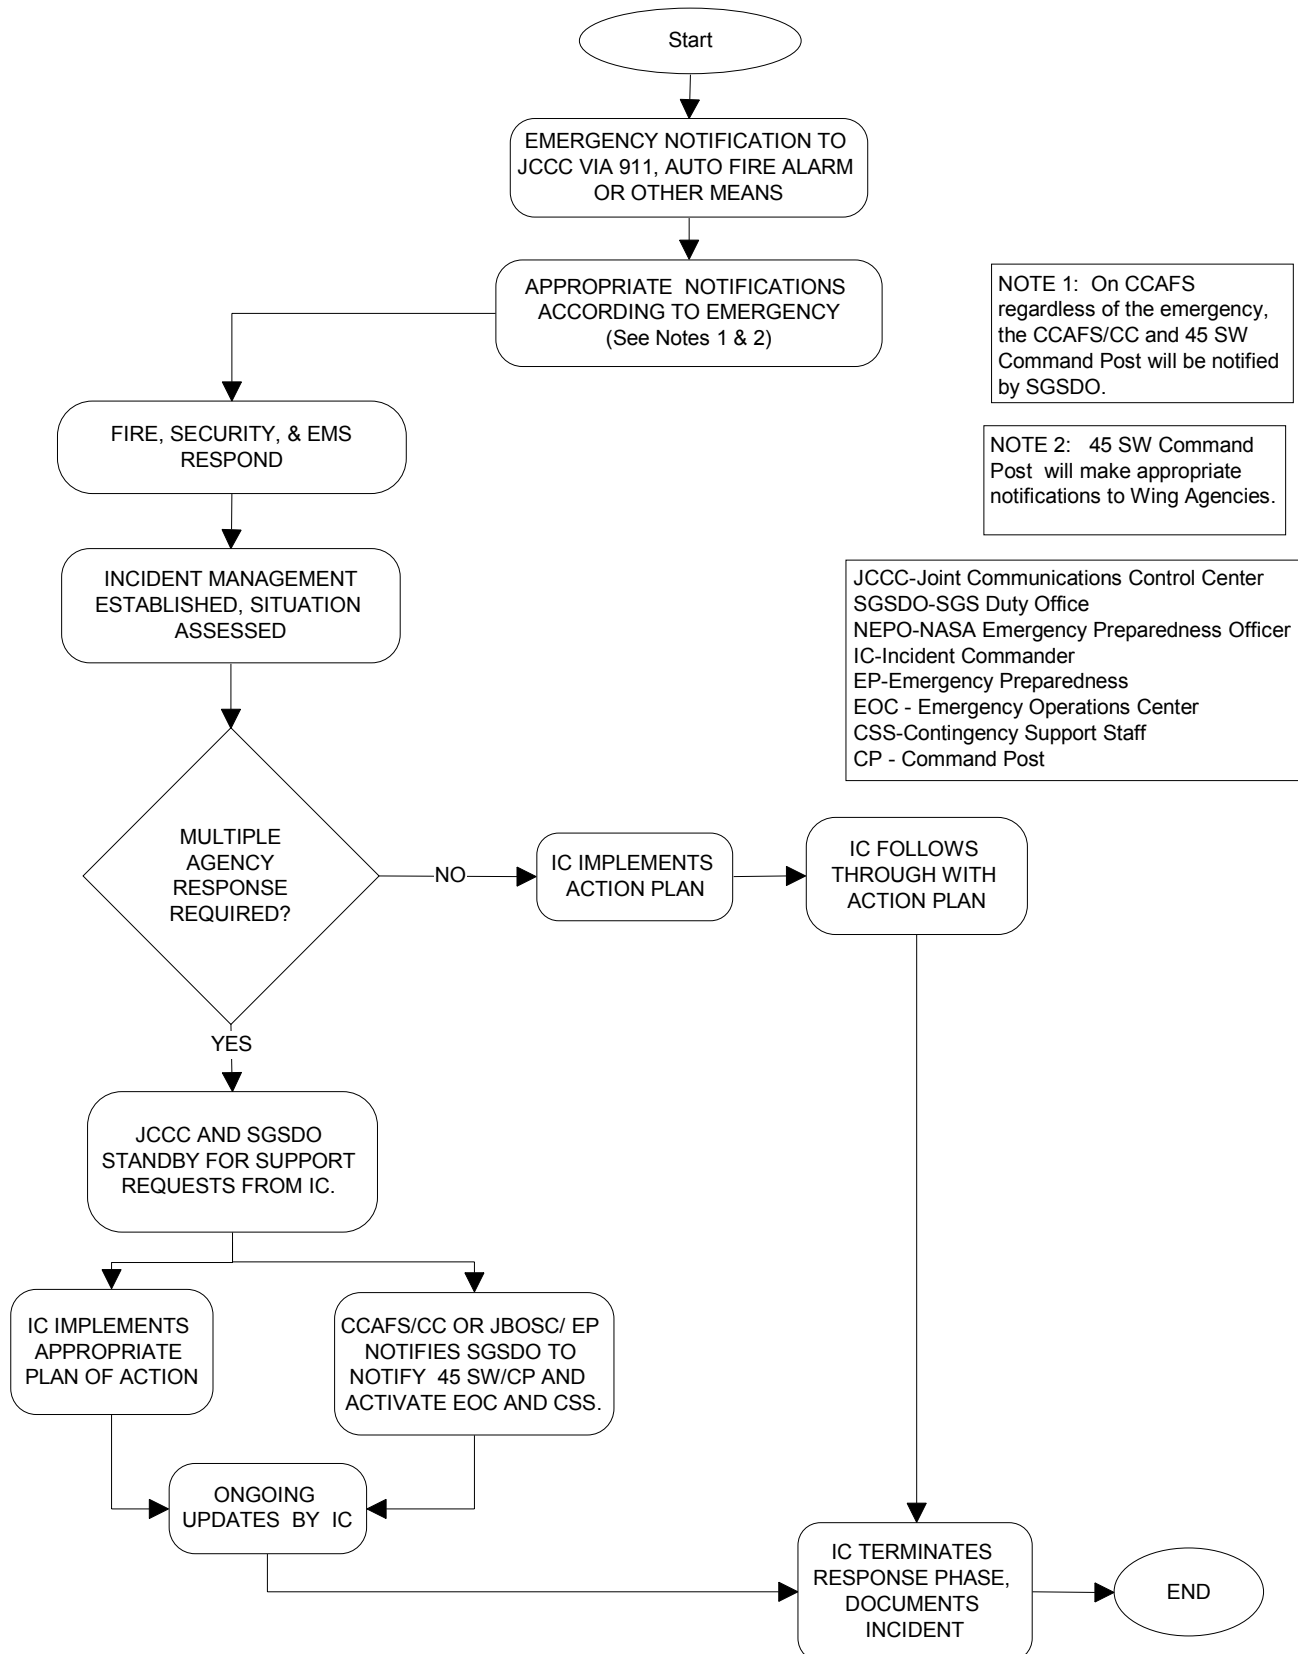 Start
EMERGENCY NOTIFICATION TO
JCCC VIA 911, AUTO FIRE ALARM
OR OTHER MEANS
APPROPRIATE NOTIFICATIONS
ACCORDING TO EMERGENCY
(See Notes 1 & 2)
NOTE 1: On CCAFS
regardless of the emergency,
the CCAFS/CC and 45 SW
Command Post will be notified
by SGSDO.
FIRE, SECURITY, & EMS
RESPOND
NOTE 2: 45 SW Command
Post will make appropriate
notifications to Wing Agencies.
INCIDENT MANAGEMENT
ESTABLISHED, SITUATION
ASSESSED
JCCC-Joint Communications Control Center
SGSDO-SGS Duty Office
NEPO-NASA Emergency Preparedness Officer
IC-Incident Commander
EP-Emergency Preparedness
EOC - Emergency Operations Center
CSS-Contingency Support Staff
CP - Command Post
MULTIPLE
AGENCY
RESPONSE
REQUIRED?
NO
IC IMPLEMENTS
ACTION PLAN
IC FOLLOWS
THROUGH WITH
ACTION PLAN
YES
JCCC AND SGSDO
STANDBY FOR SUPPORT
REQUESTS FROM IC.
IC IMPLEMENTS
APPROPRIATE
PLAN OF ACTION
CCAFS/CC OR JBOSC/ EP
NOTIFIES SGSDO TO
NOTIFY 45 SW/CP AND
ACTIVATE EOC AND CSS.
ONGOING
UPDATES BY IC
IC TERMINATES
RESPONSE PHASE,
DOCUMENTS
INCIDENT
END